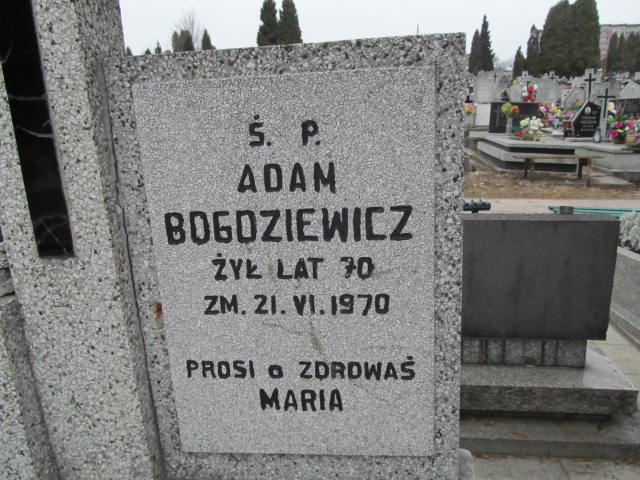 Ś. P.
ADAM
BOGDZIEWICZ
ŻYŁ LAT 70
ZM. 21. VI. 1970
PROSI o ZDROWAŚ
MARIA